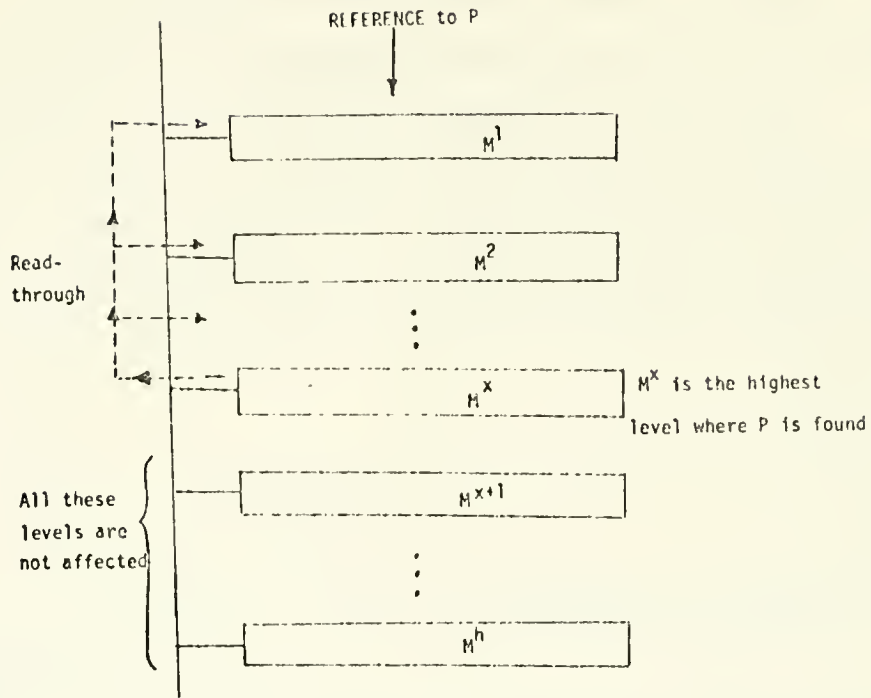 REFERENCE to P
M¹
M²
Read-
through
Mˣ
Mˣ is the highest
level where P is found
Mˣ⁺¹
All these
levels are
not affected
Mʰ